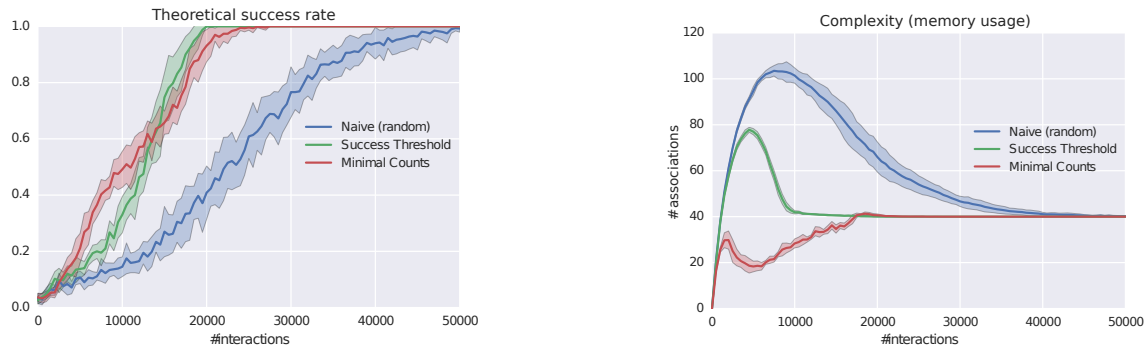 Theoretical success rate
1.0
0.8
0.6
0.4
0.2
0.0
Naive (random)
Success Threshold
Minimal Counts
0 10000 20000 30000 40000 50000
#interactions
Complexity (memory usage)
120
100
80
60
40
20
0
#associations
Naive (random)
Success Threshold
Minimal Counts
0 10000 20000 30000 40000 50000
#interactions